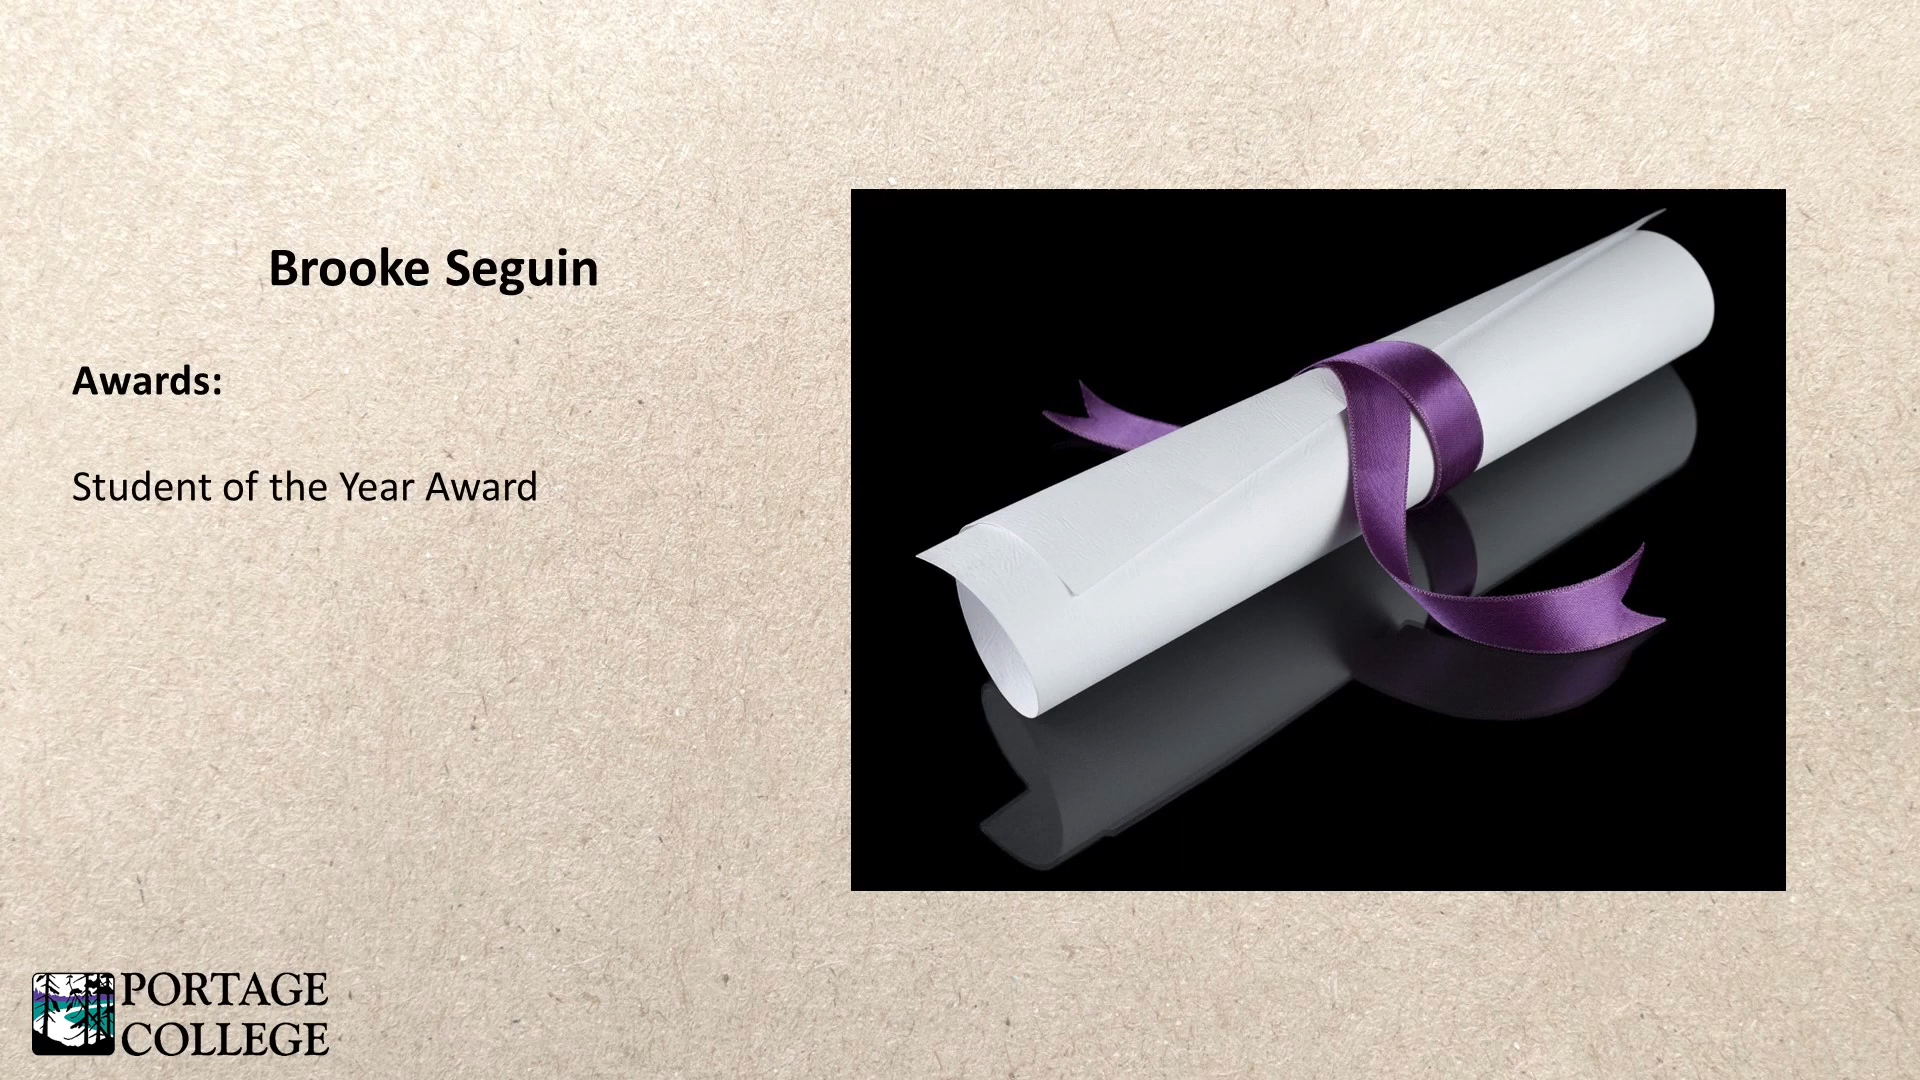 Brooke Seguin
Awards:
Student of the Year Award
PORTAGE
COLLEGE